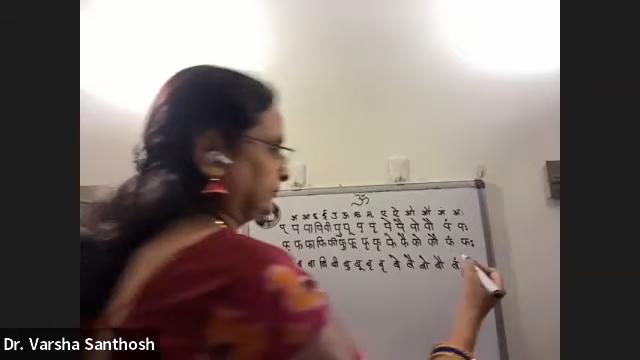 ॐ
अ आ इ ई उ ऊ ऋ ॠ ए ऐ ओ औ अं अः
प् प पा पि पी पु पू पृ पॄ पे पै पो पौ पं पः
फ् फ फा फि फी फु फू फृ फॄ फे फै फो फौ फं फः
ब बा बि बी बु बू बृ बॄ बे बै बो बौ बं
Dr. Varsha Santhosh